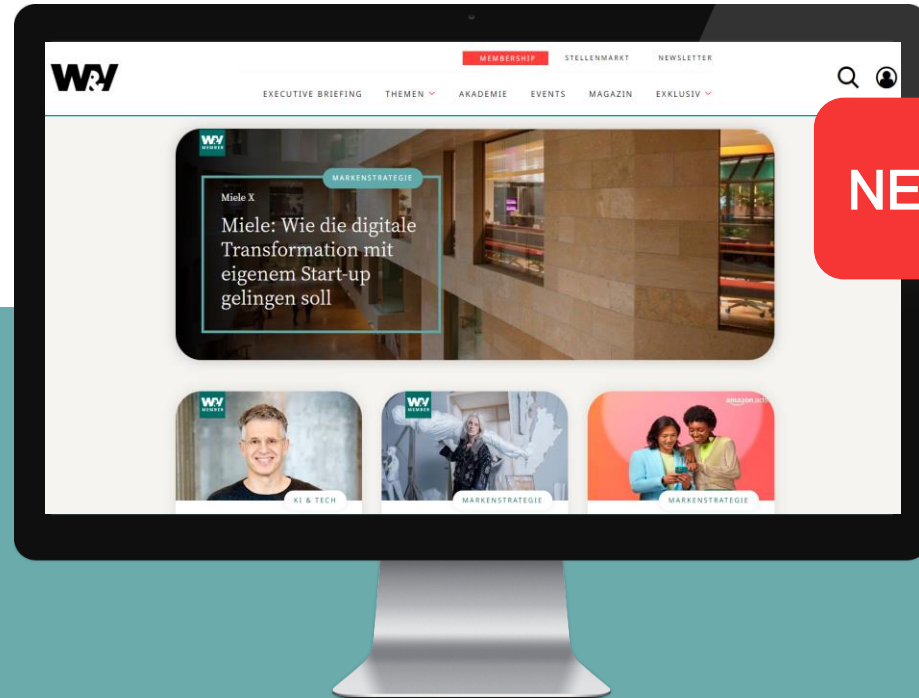 MEMBERSHIP STELLENMARKT NEWSLETTER
W&V
EXECUTIVE BRIEFING THEMEN AKADEMIE EVENTS MAGAZIN EXKLUSIV
NE
W&V
MEMBER
MARKENSTRATEGIE
Miele X
Miele: Wie die digitale
Transformation mit
eigenem Start-up
gelingen soll
W&V
MEMBER
W&V
MEMBER
amazon ads
KI & TECH
MARKENSTRATEGIE
MARKENSTRATEGIE